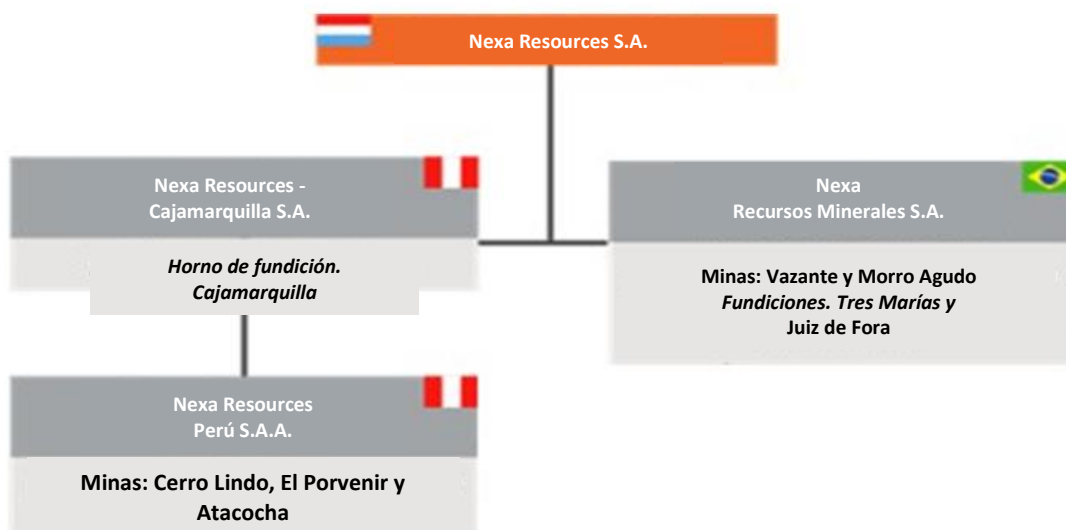 Nexa Resources S.A.
Nexa Resources -
Cajamarquilla S.A.
Horno de fundición.
Cajamarquilla
Nexa
Recursos Minerales S.A.
Minas: Vazante y Morro Agudo
Fundiciones. Tres Marías y
Juiz de Fora
Nexa Resources
Perú S.A.A.
Minas: Cerro Lindo, El Porvenir y
Atacocha